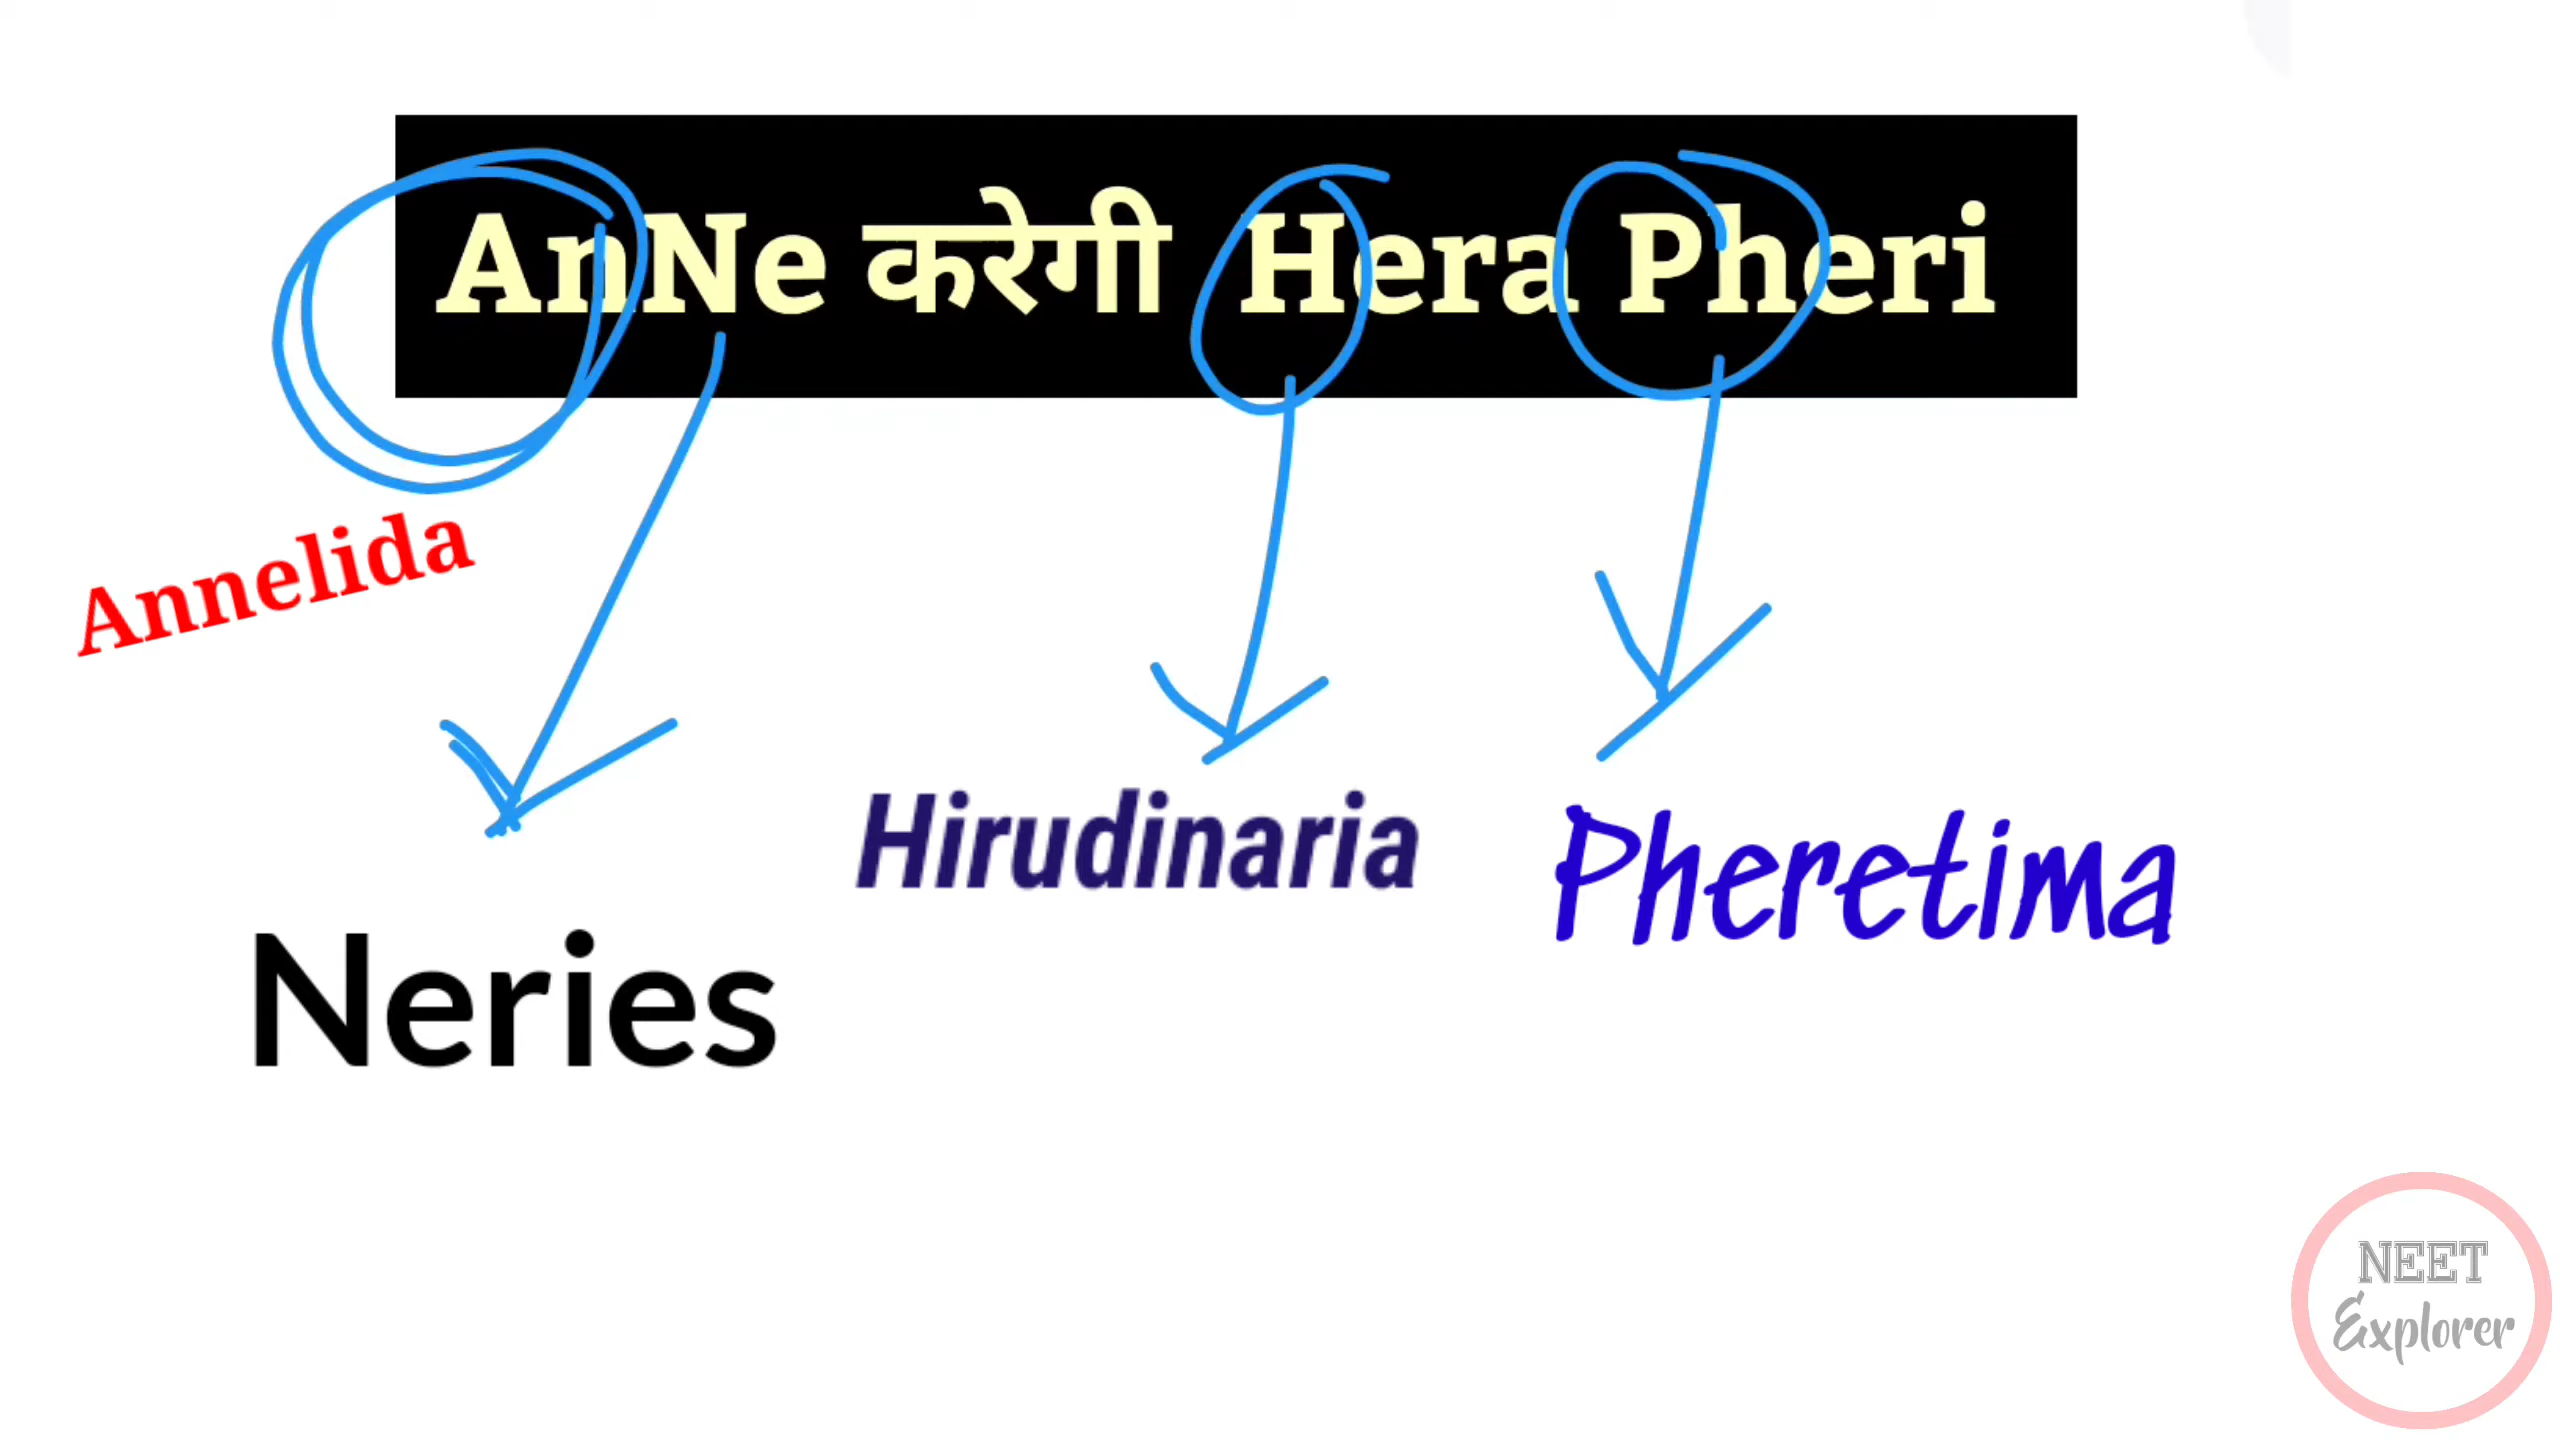 AnNe करेगी Hera Pheri
Annelida
Hirudinaria
Pheretima
Neries
NEET
Explorer